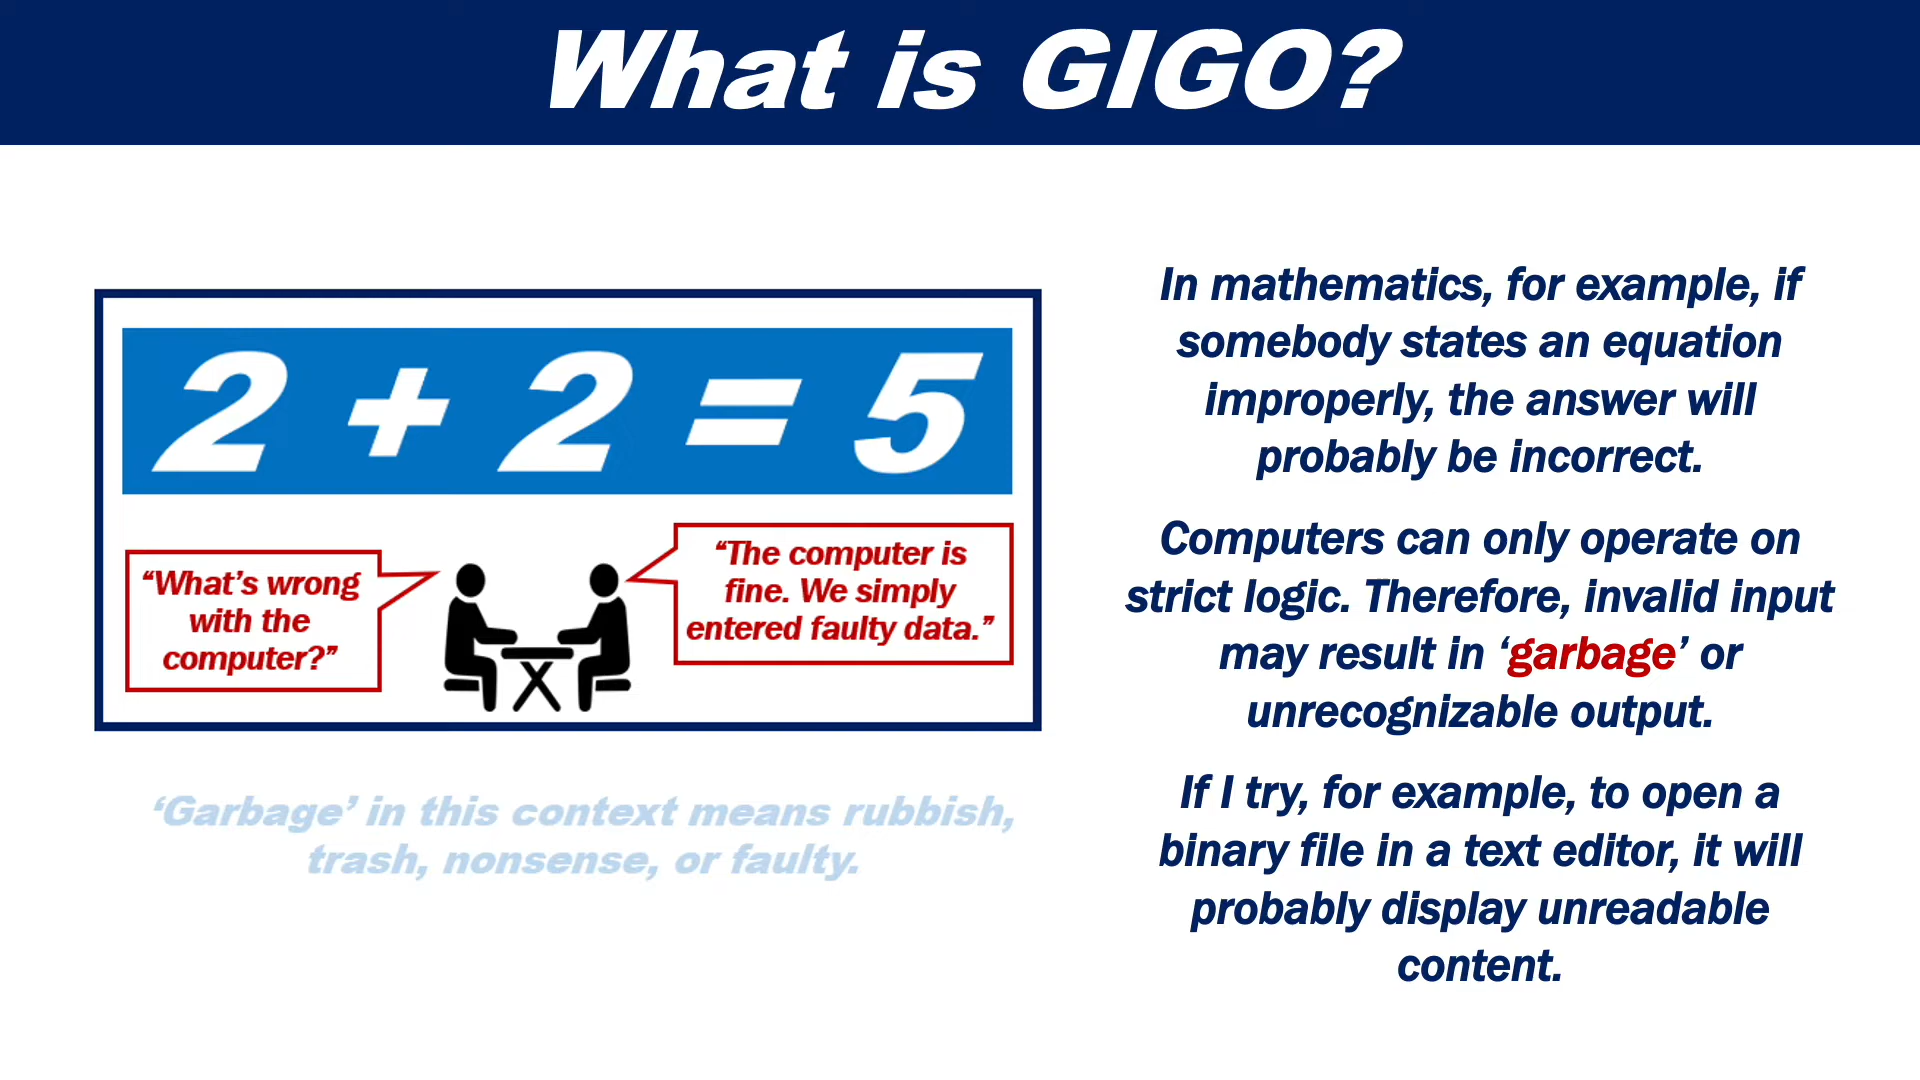 What is GIGO?
2 + 2 = 5
“What’s wrong
with the
computer?”
“The computer is
fine. We simply
entered faulty data.”
‘Garbage’ in this context means rubbish,
trash, nonsense, or faulty.
In mathematics, for example, if
somebody states an equation
improperly, the answer will
probably be incorrect.
Computers can only operate on
strict logic. Therefore, invalid input
may result in ‘garbage’ or
unrecognizable output.
If I try, for example, to open a
binary file in a text editor, it will
probably display unreadable
content.